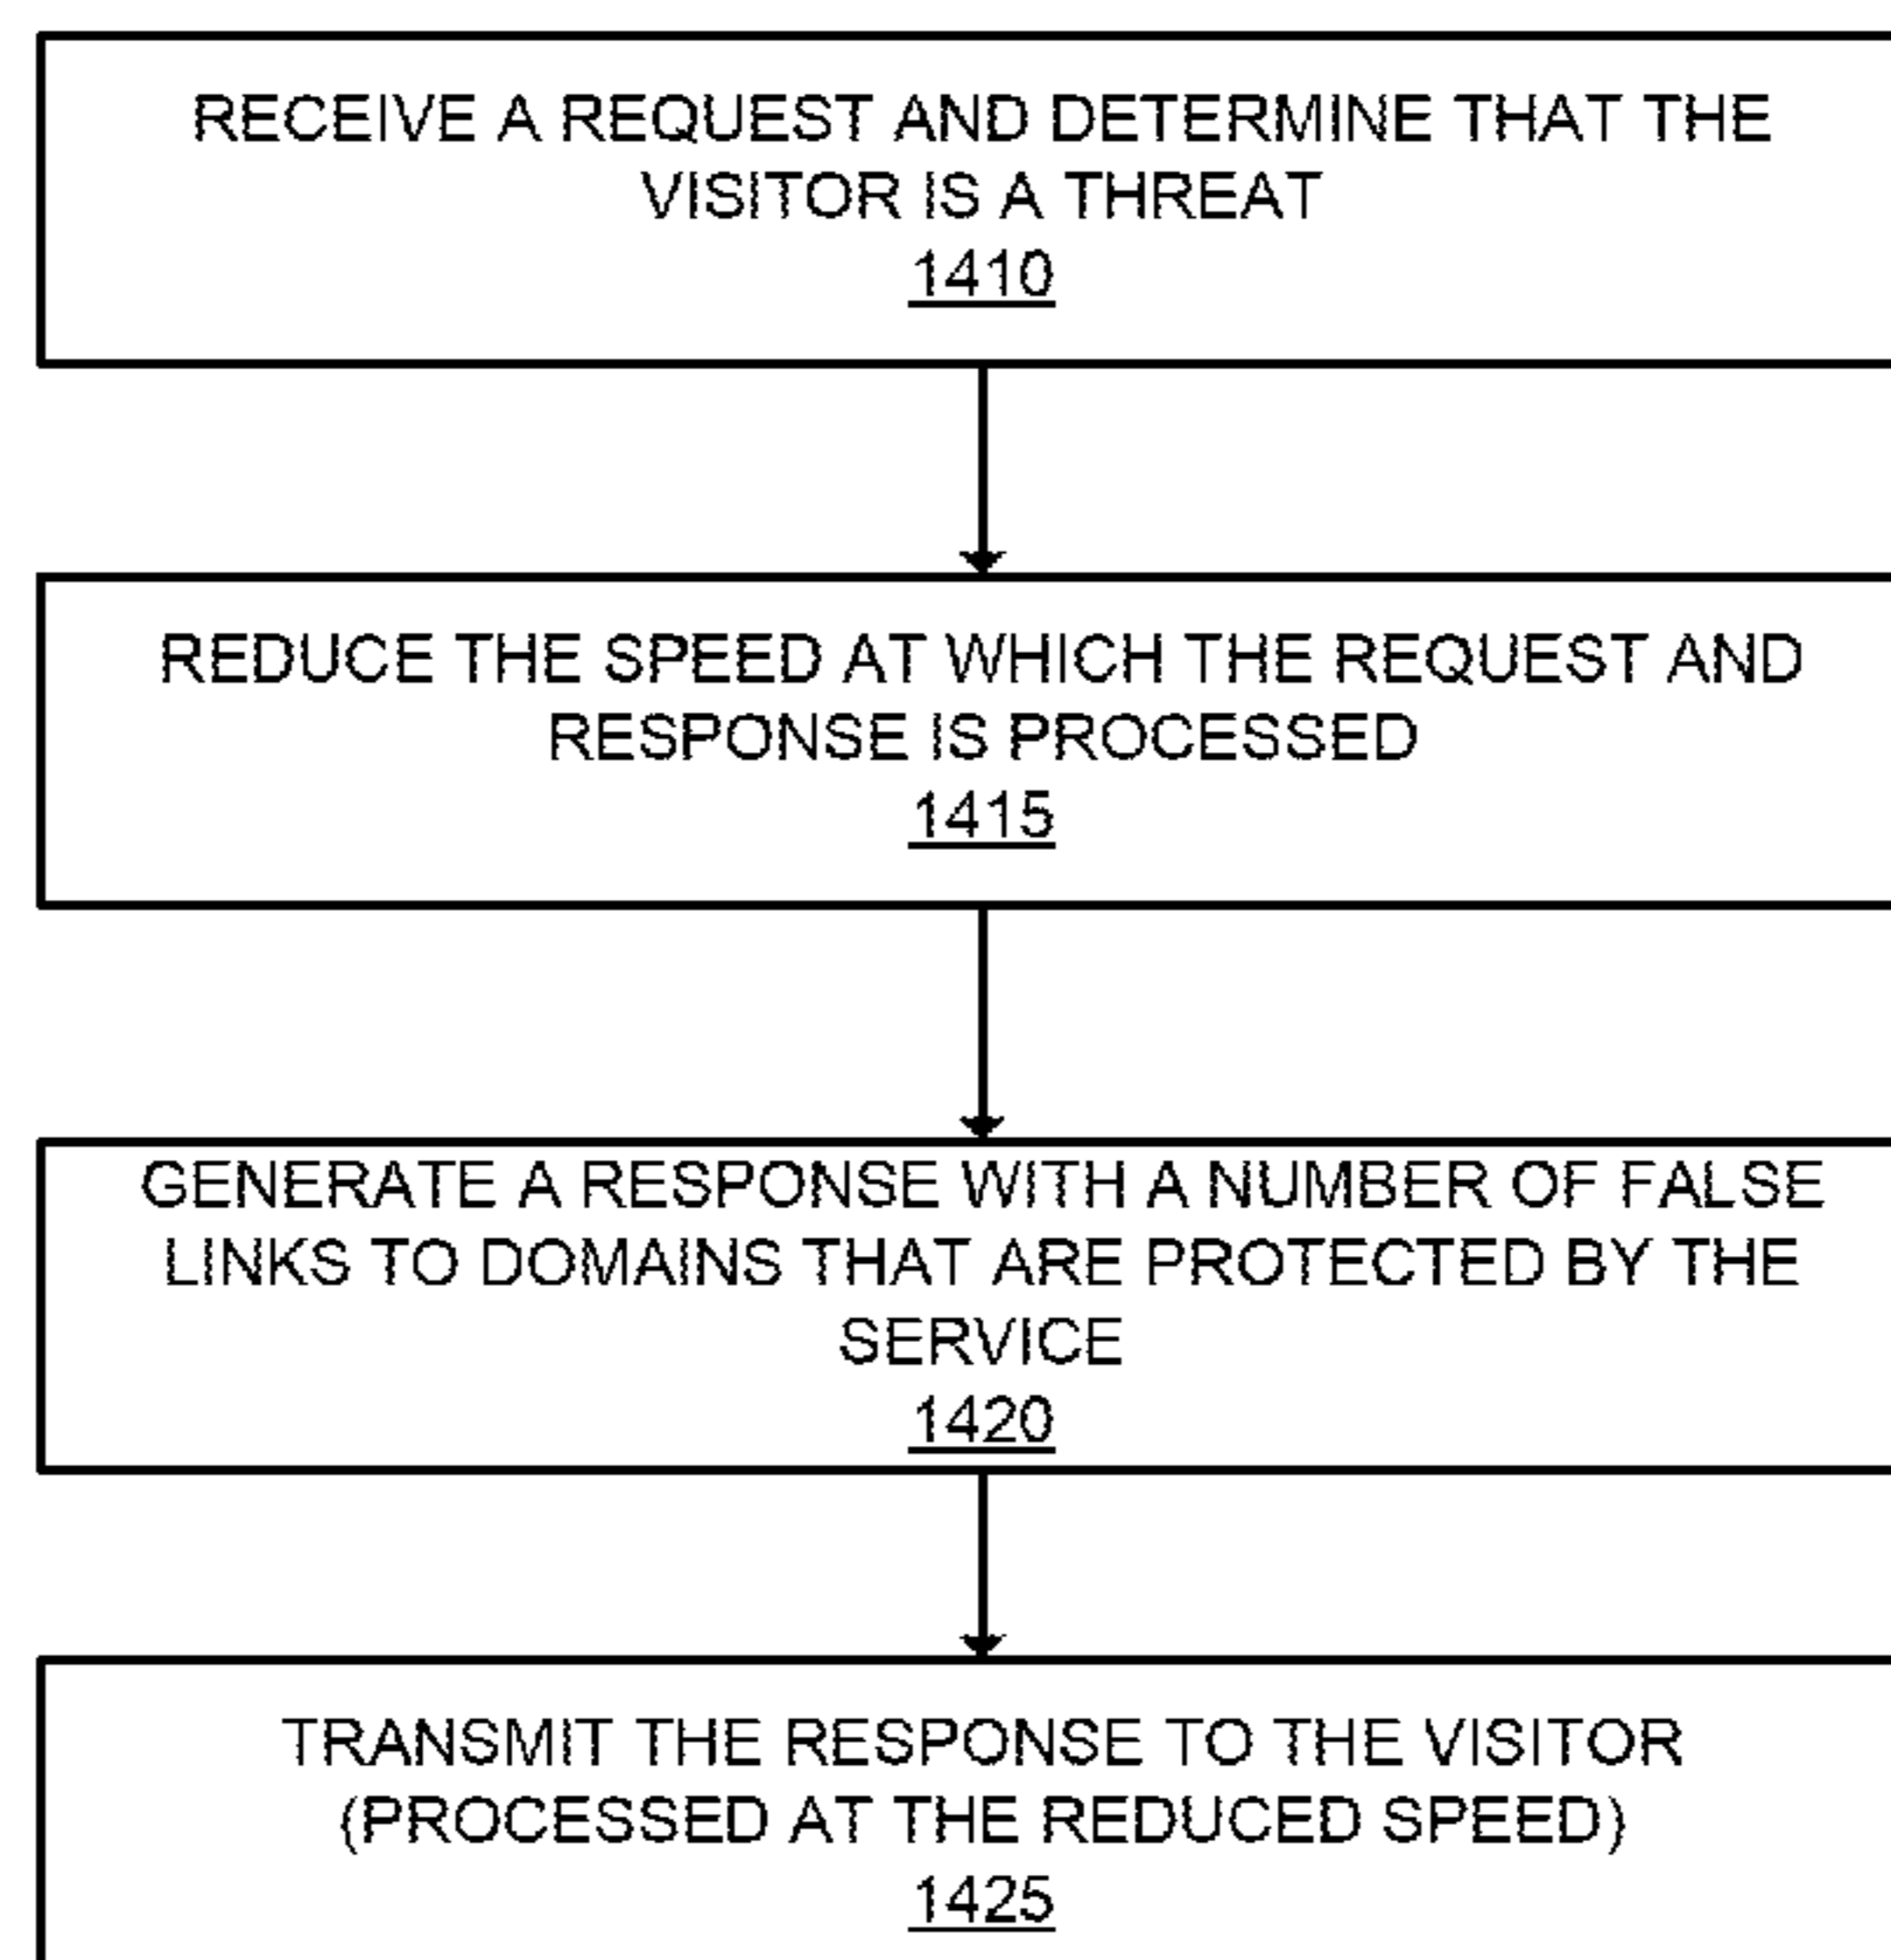 RECEIVE A REQUEST AND DETERMINE THAT THE
VISITOR IS A THREAT
1410
REDUCE THE SPEED AT WHICH THE REQUEST AND
RESPONSE IS PROCESSED
1415
GENERATE A RESPONSE WITH A NUMBER OF FALSE
LINKS TO DOMAINS THAT ARE PROTECTED BY THE
SERVICE
1420
TRANSMIT THE RESPONSE TO THE VISITOR
(PROCESSED AT THE REDUCED SPEED)
1425